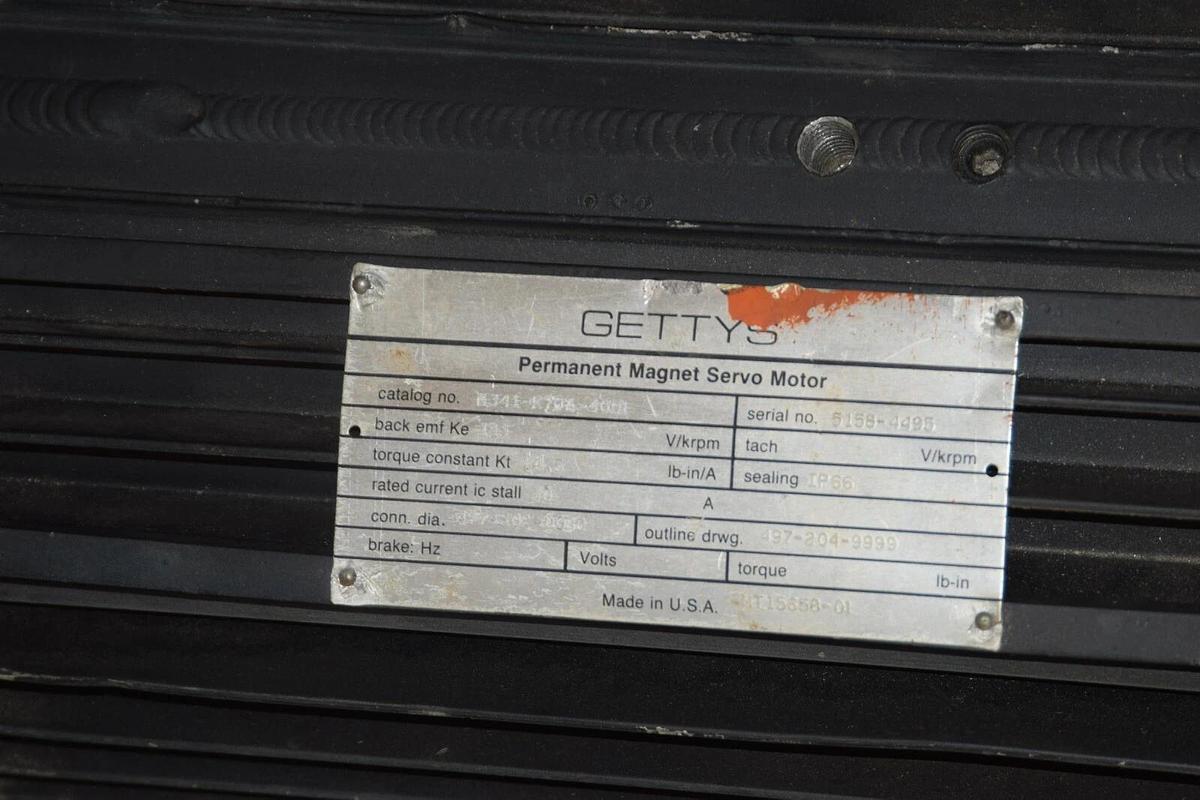 GETTYS
Permanent Magnet Servo Motor
catalog no. serial no. 5158-4495
back emf Ke V/krpm tach V/krpm
torque constant Kt lb-in/A sealing IP66
rated current ic stall A
conn. dia. outline drwg. 497-204-9999
brake: Hz Volts torque lb-in
Made in U.S.A.